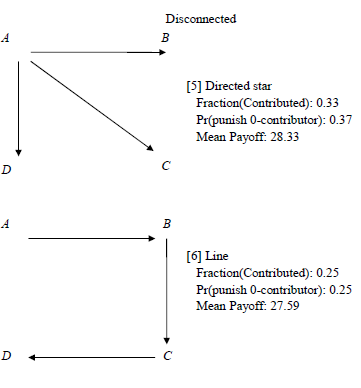 Disconnected
A B
[5] Directed star
Fraction(Contributed): 0.33
Pr(punish 0-contributor): 0.37
Mean Payoff: 28.33
D C
A B
[6] Line
Fraction(Contributed): 0.25
Pr(punish 0-contributor): 0.25
Mean Payoff: 27.59
D C